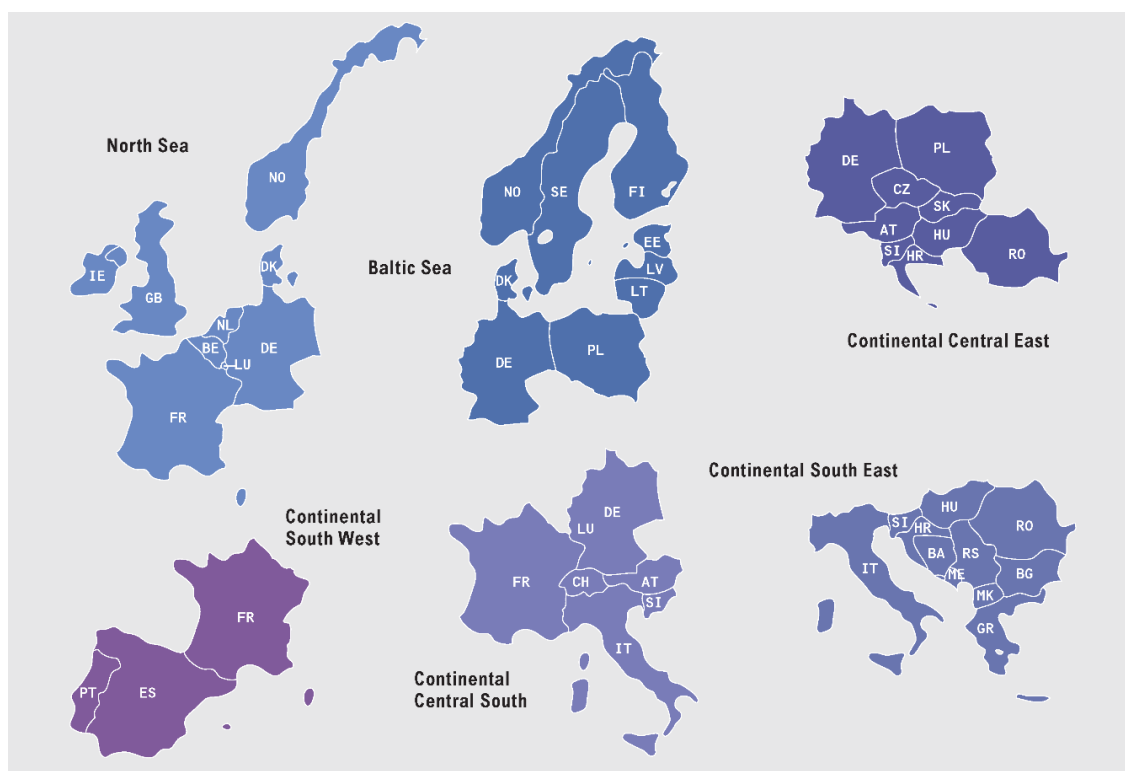 North Sea
NO
IE
GB
DK
NL
BE
LU
DE
FR
Baltic Sea
NO
SE
FI
EE
LV
LT
DK
DE
PL
DE
PL
CZ
SK
AT
HU
SI
HR
RO
Continental Central East
Continental
South West
FR
PT
ES
DE
LU
FR
CH
AT
SI
IT
Continental
Central South
Continental South East
HU
SI
HR
RO
BA
RS
IT
ME
BG
MK
GR